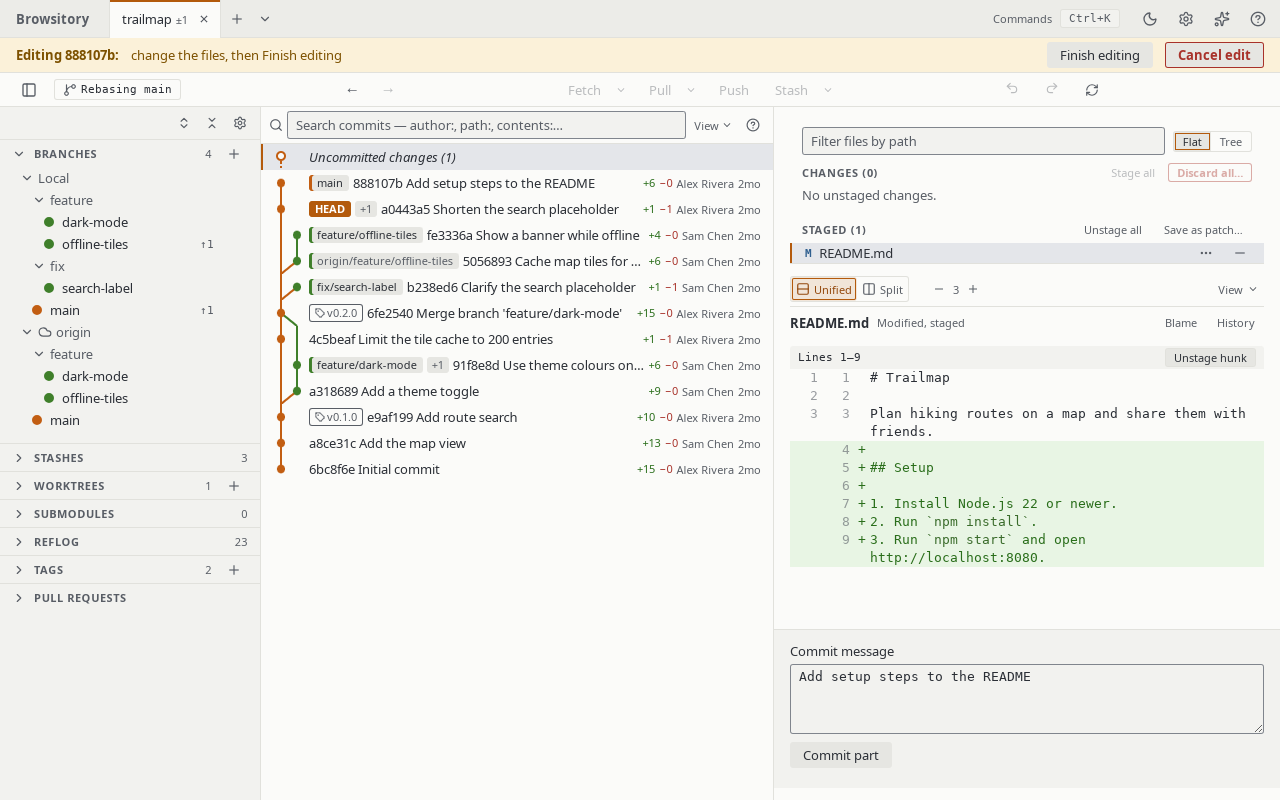 Browsitory
trailmap ±1
Commands Ctrl+K
Editing 888107b: change the files, then Finish editing
Finish editing
Cancel edit
Rebasing main
Fetch
Pull
Push
Stash
BRANCHES 4
Local
feature
dark-mode
offline-tiles ↑1
fix
search-label
main ↑1
origin
feature
dark-mode
offline-tiles
main
STASHES 3
WORKTREES 1
SUBMODULES 0
REFLOG 23
TAGS 2
PULL REQUESTS
Search commits — author:, path:, contents:...
View
Uncommitted changes (1)
main 888107b Add setup steps to the README +6 −0 Alex Rivera 2mo
HEAD +1 a0443a5 Shorten the search placeholder +1 −1 Alex Rivera 2mo
feature/offline-tiles fe3336a Show a banner while offline +4 −0 Sam Chen 2mo
origin/feature/offline-tiles 5056893 Cache map tiles for ... +6 −0 Sam Chen 2mo
fix/search-label b238ed6 Clarify the search placeholder +1 −1 Sam Chen 2mo
v0.2.0 6fe2540 Merge branch 'feature/dark-mode' +15 −0 Alex Rivera 2mo
4c5beaf Limit the tile cache to 200 entries +1 −1 Alex Rivera 2mo
feature/dark-mode +1 91f8e8d Use theme colours on... +6 −0 Sam Chen 2mo
a318689 Add a theme toggle +9 −0 Sam Chen 2mo
v0.1.0 e9af199 Add route search +10 −0 Alex Rivera 2mo
a8ce31c Add the map view +13 −0 Sam Chen 2mo
6bc8f6e Initial commit +15 −0 Alex Rivera 2mo
Filter files by path
Flat Tree
CHANGES (0) Stage all Discard all...
No unstaged changes.
STAGED (1) Unstage all Save as patch...
M README.md
Unified Split − 3 + View
README.md Modified, staged Blame History
Lines 1–9 Unstage hunk
1 1 # Trailmap
2 2
3 3 Plan hiking routes on a map and share them with
friends.
4 +
5 + ## Setup
6 +
7 + 1. Install Node.js 22 or newer.
8 + 2. Run `npm install`.
9 + 3. Run `npm start` and open
http://localhost:8080.
Commit message
Add setup steps to the README
Commit part